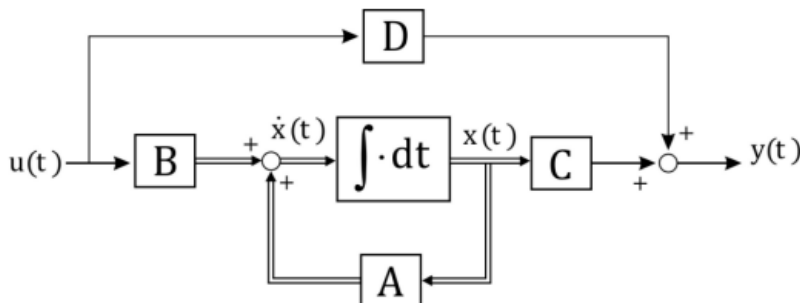 D
+
ẋ(t)
x(t)
+
u(t)
B
∫·dt
C
y(t)
+
+
A